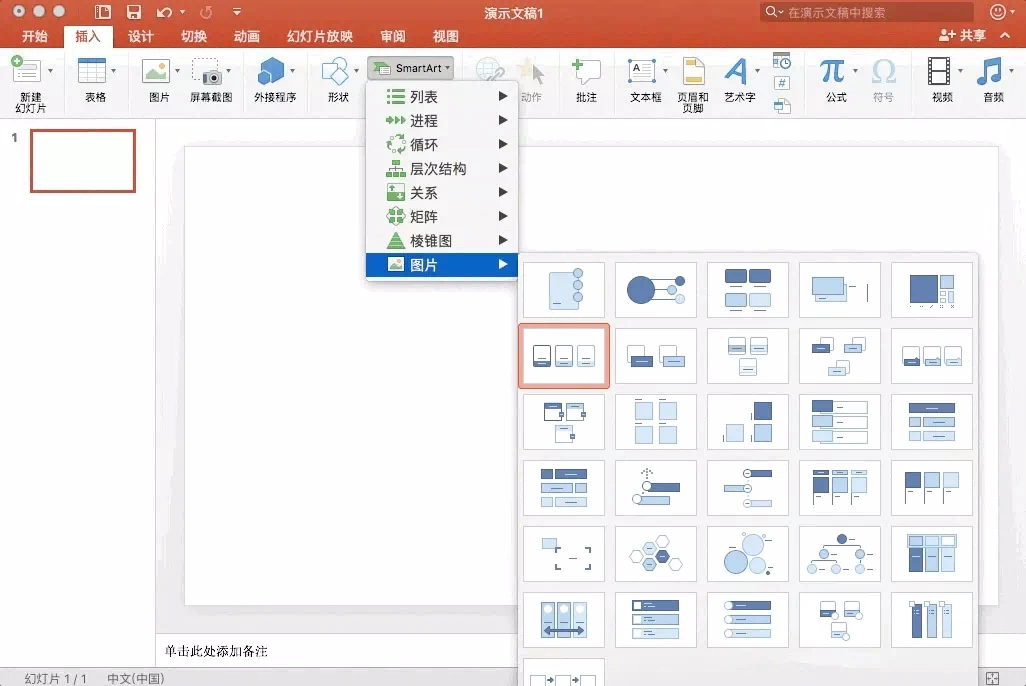 演示文稿1
在演示文稿中搜索
开始 插入 设计 切换 动画 幻灯片放映 审阅 视图 共享
新建
幻灯片
表格
图片
屏幕截图
外接程序
形状
SmartArt
动作
批注
文本框
页眉和
页脚
艺术字
公式
符号
视频
音频
列表
进程
循环
层次结构
关系
矩阵
棱锥图
图片
1
单击此处添加备注
幻灯片 1 / 1 中文(中国)